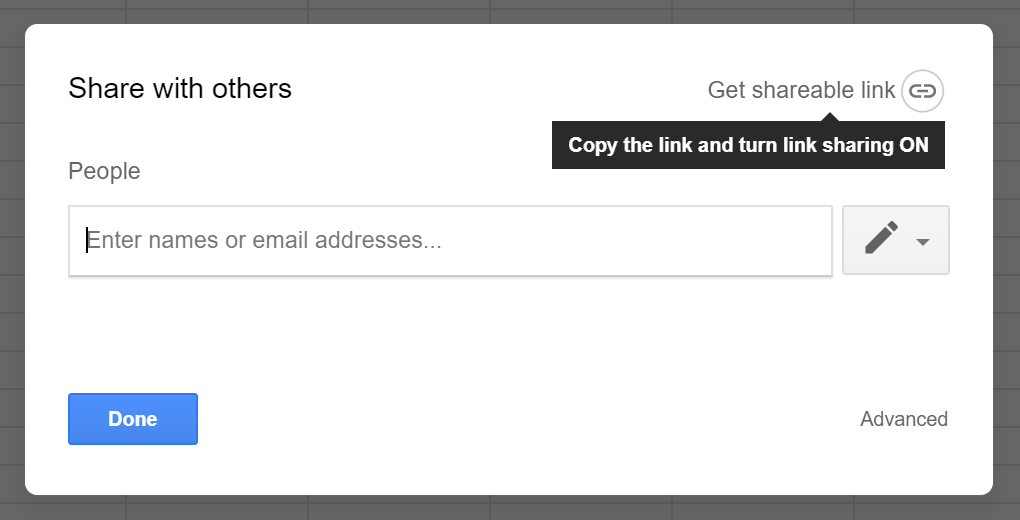 Share with others
Get shareable link
Copy the link and turn link sharing ON
People
Enter names or email addresses...
Done
Advanced